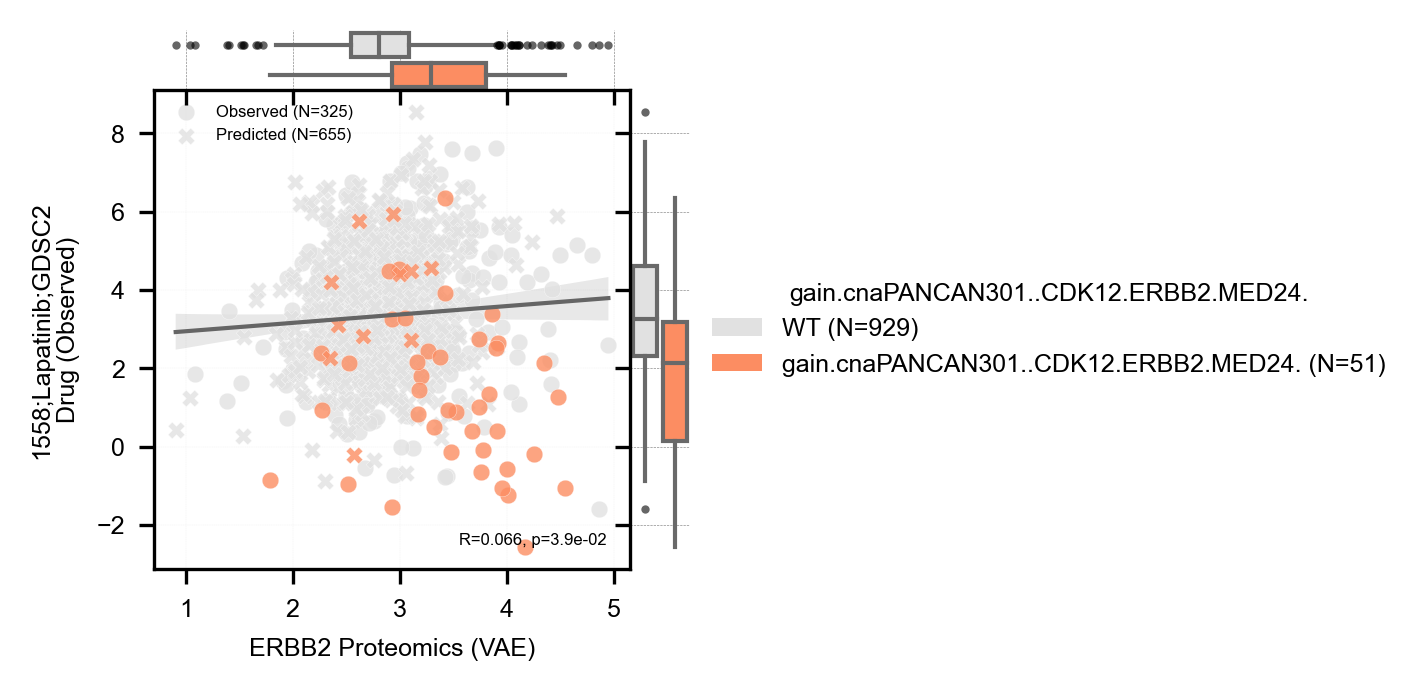 Observed (N=325)
Predicted (N=655)
8
6
4
2
0
−2
1558;Lapatinib;GDSC2
Drug (Observed)
R=0.066, p=3.9e-02
1 2 3 4 5
ERBB2 Proteomics (VAE)
gain.cnaPANCAN301..CDK12.ERBB2.MED24.
WT (N=929)
gain.cnaPANCAN301..CDK12.ERBB2.MED24. (N=51)